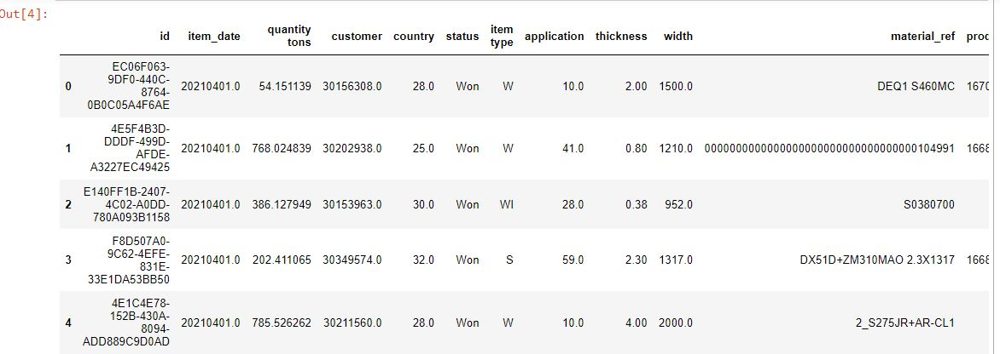 Out[4]:
id item_date quantity tons customer country status item type application thickness width material_ref prod
0 EC06F063-9DF0-440C-8764-0B0C05A4F6AE 20210401.0 54.151139 30156308.0 28.0 Won W 10.0 2.00 1500.0 DEQ1 S460MC 1670
1 4E5F4B3D-DDDF-499D-AFDE-A3227EC49425 20210401.0 768.024839 30202938.0 25.0 Won W 41.0 0.80 1210.0 0000000000000000000000000000000000104991 1668
2 E140FF1B-2407-4C02-A0DD-780A093B1158 20210401.0 386.127949 30153963.0 30.0 Won WI 28.0 0.38 952.0 S0380700
3 F8D507A0-9C62-4EFE-831E-33E1DA53BB50 20210401.0 202.411065 30349574.0 32.0 Won S 59.0 2.30 1317.0 DX51D+ZM310MAO 2.3X1317 1668
4 4E1C4E78-152B-430A-8094-ADD889C9D0AD 20210401.0 785.526262 30211560.0 28.0 Won W 10.0 4.00 2000.0 2_S275JR+AR-CL1